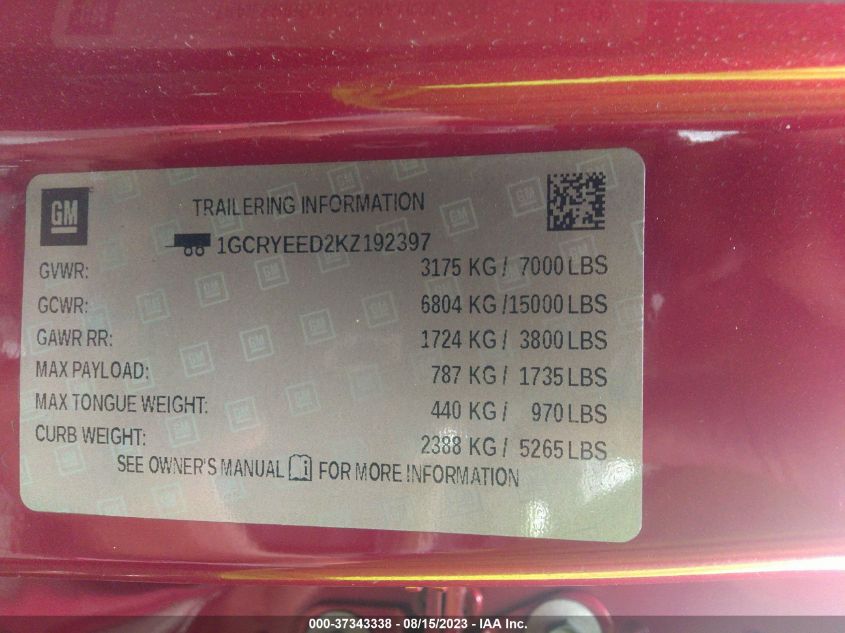 GM
TRAILERING INFORMATION
1GCRYEED2KZ192397
GVWR: 3175 KG / 7000 LBS
GCWR: 6804 KG /15000 LBS
GAWR RR: 1724 KG / 3800 LBS
MAX PAYLOAD: 787 KG / 1735 LBS
MAX TONGUE WEIGHT: 440 KG / 970 LBS
CURB WEIGHT: 2388 KG / 5265 LBS
SEE OWNER'S MANUAL FOR MORE INFORMATION
000-37343338 - 08/15/2023 - IAA Inc.